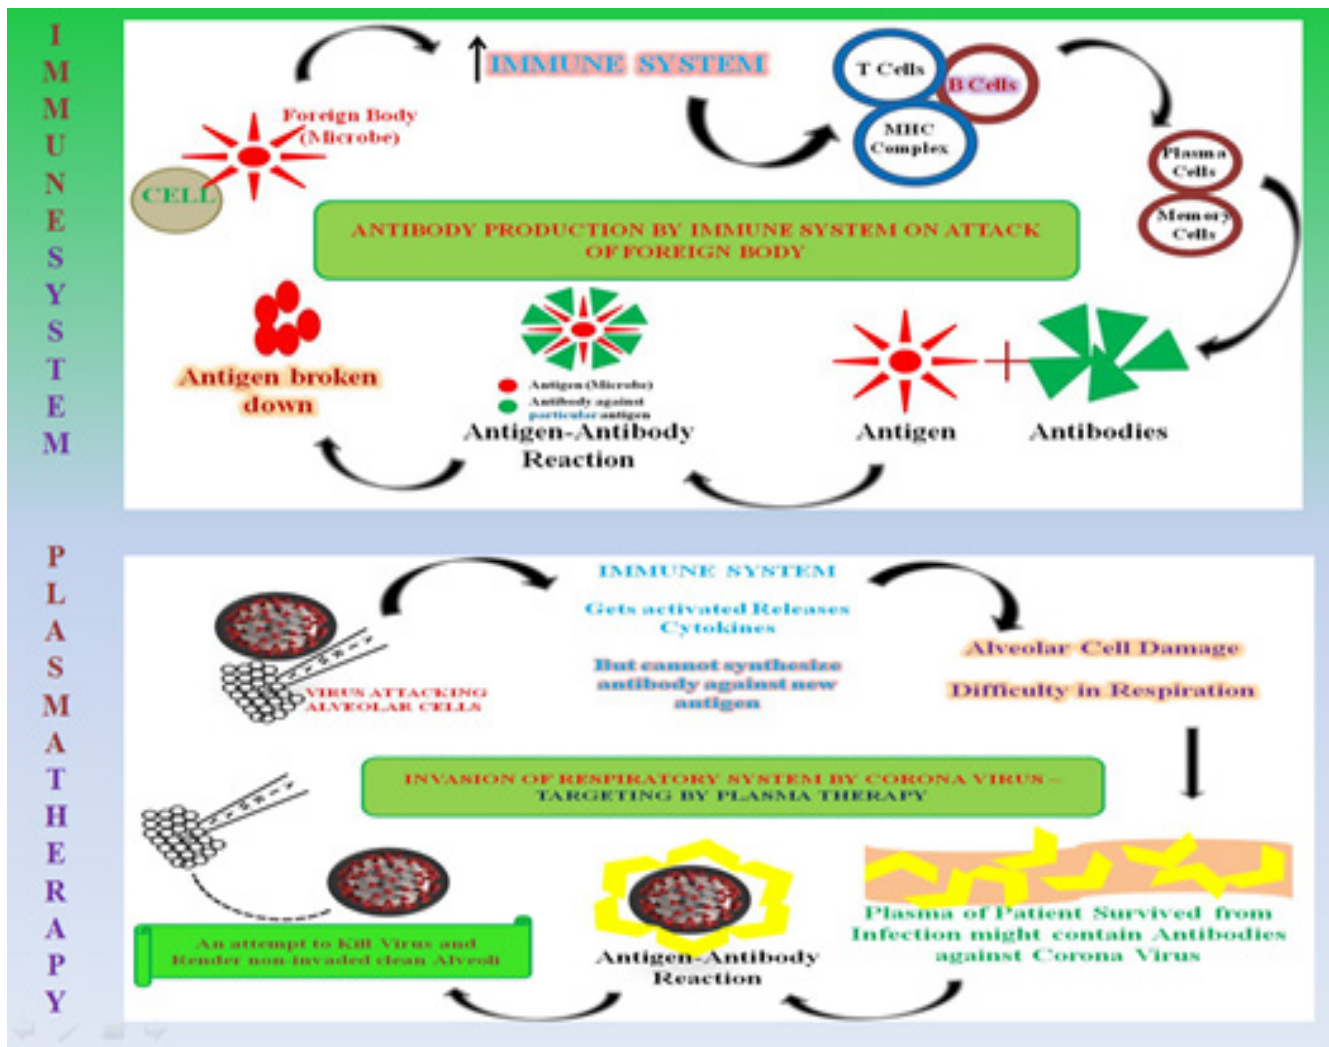 IMMUNE SYSTEM
Foreign Body
(Microbe)
CELL
IMMUNE SYSTEM
T Cells
B Cells
MHC
Complex
Plasma
Cells
Memory
Cells
ANTIBODY PRODUCTION BY IMMUNE SYSTEM ON ATTACK
OF FOREIGN BODY
Antigen broken
down
Antigen (Microbe)
Antibody against
particular antigen
Antigen-Antibody
Reaction
Antigen
+
Antibodies
PLASMA THERAPY
VIRUS ATTACKING
ALVEOLAR CELLS
IMMUNE SYSTEM
Gets activated Releases
Cytokines
But cannot synthesize
antibody against new
antigen
Alveolar Cell Damage
Difficulty in Respiration
INVASION OF RESPIRATORY SYSTEM BY CORONA VIRUS –
TARGETING BY PLASMA THERAPY
An attempt to Kill Virus and
Render non-invaded clean Alveoli
Antigen-Antibody
Reaction
Plasma of Patient Survived from
Infection might contain Antibodies
against Corona Virus